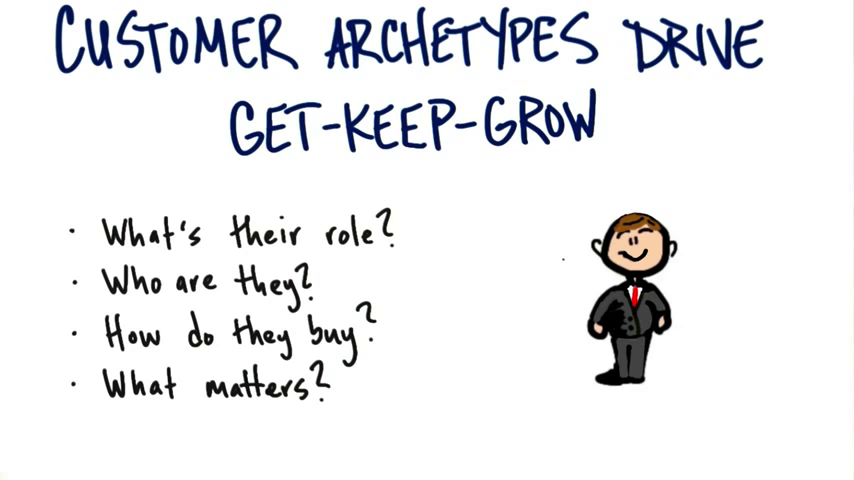 CUSTOMER ARCHETYPES DRIVE
GET-KEEP-GROW
· What's their role?
· Who are they?
· How do they buy?
· What matters?